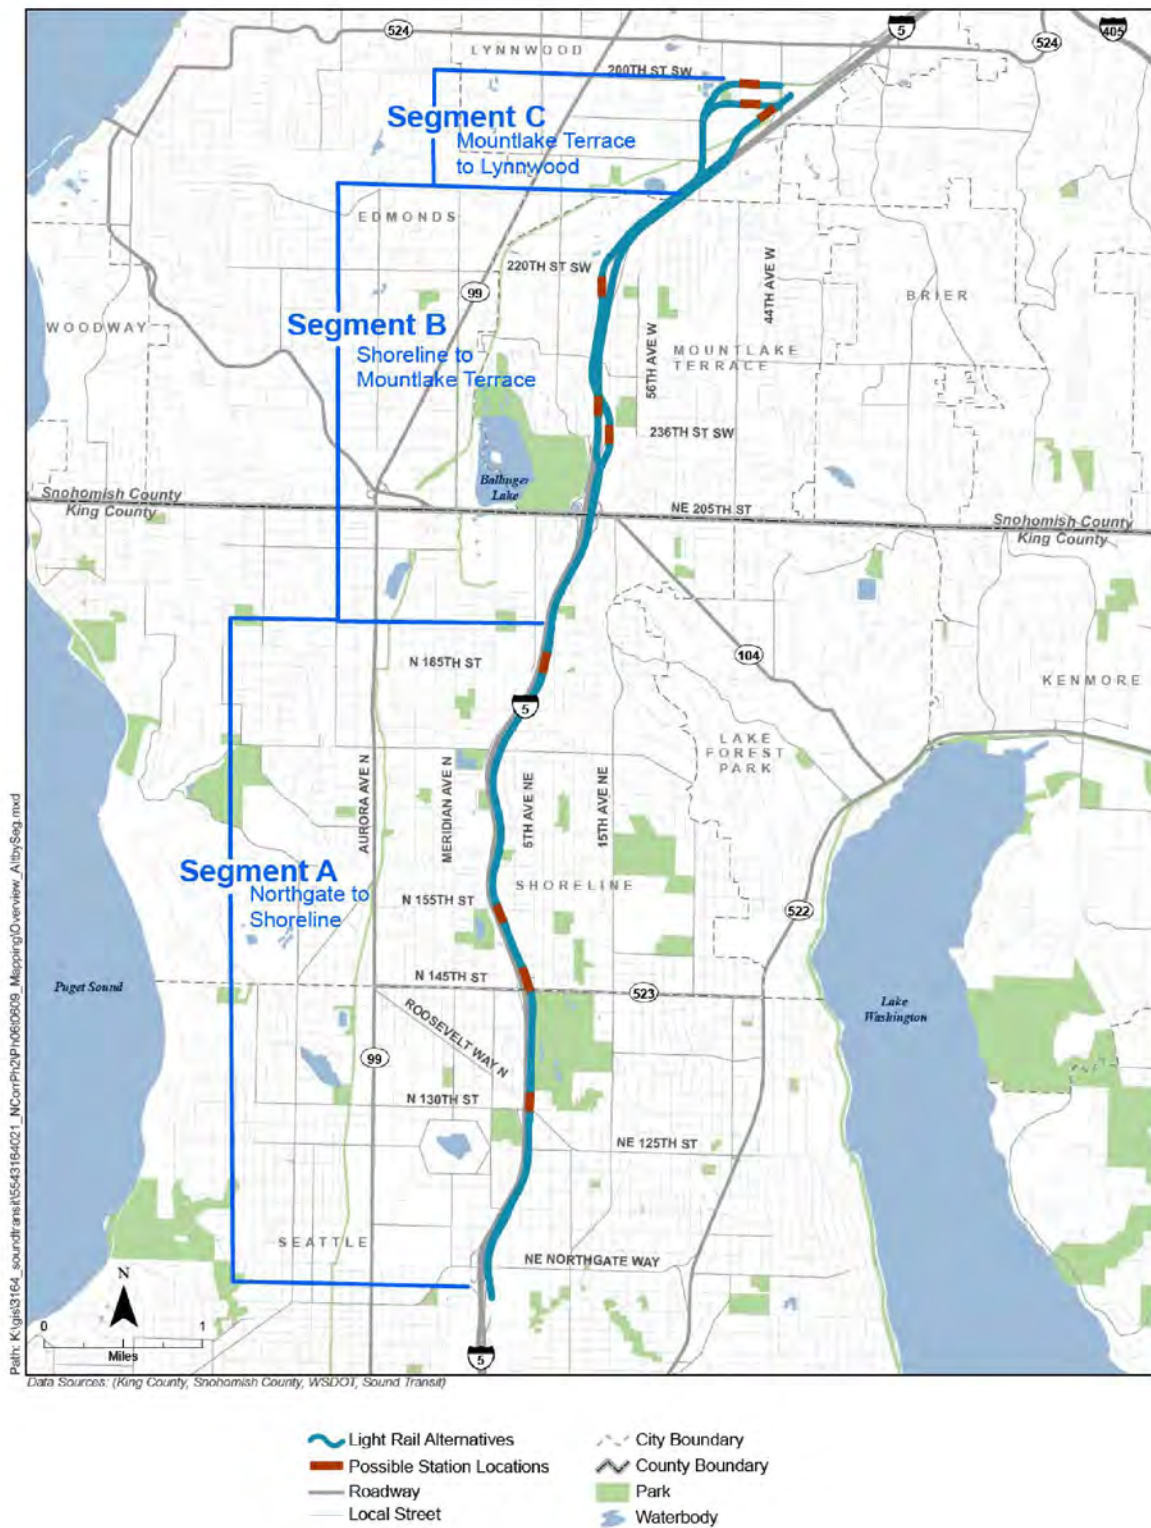 524
5
524
405
LYNNWOOD
200TH ST SW
Segment C
Mountlake Terrace
to Lynnwood
EDMONDS
220TH ST SW
99
44TH AVE W
BRIER
WOODWAY
Segment B
Shoreline to
Mountlake Terrace
56TH AVE W
MOUNTLAKE
TERRACE
236TH ST SW
Ballinger
Lake
Snohomish County
King County
NE 205TH ST
Snohomish County
King County
N 185TH ST
104
KENMORE
5
LAKE
FOREST
PARK
AURORA AVE N
MERIDIAN AVE N
5TH AVE NE
15TH AVE NE
Segment A
Northgate to
Shoreline
SHORELINE
N 155TH ST
522
Puget Sound
N 145TH ST
523
Lake
Washington
ROOSEVELT WAY N
99
N 130TH ST
NE 125TH ST
SEATTLE
NE NORTHGATE WAY
N
0 1
Miles
5
Data Sources: (King County, Snohomish County, WSDOT, Sound Transit)
Light Rail Alternatives
Possible Station Locations
Roadway
Local Street
City Boundary
County Boundary
Park
Waterbody